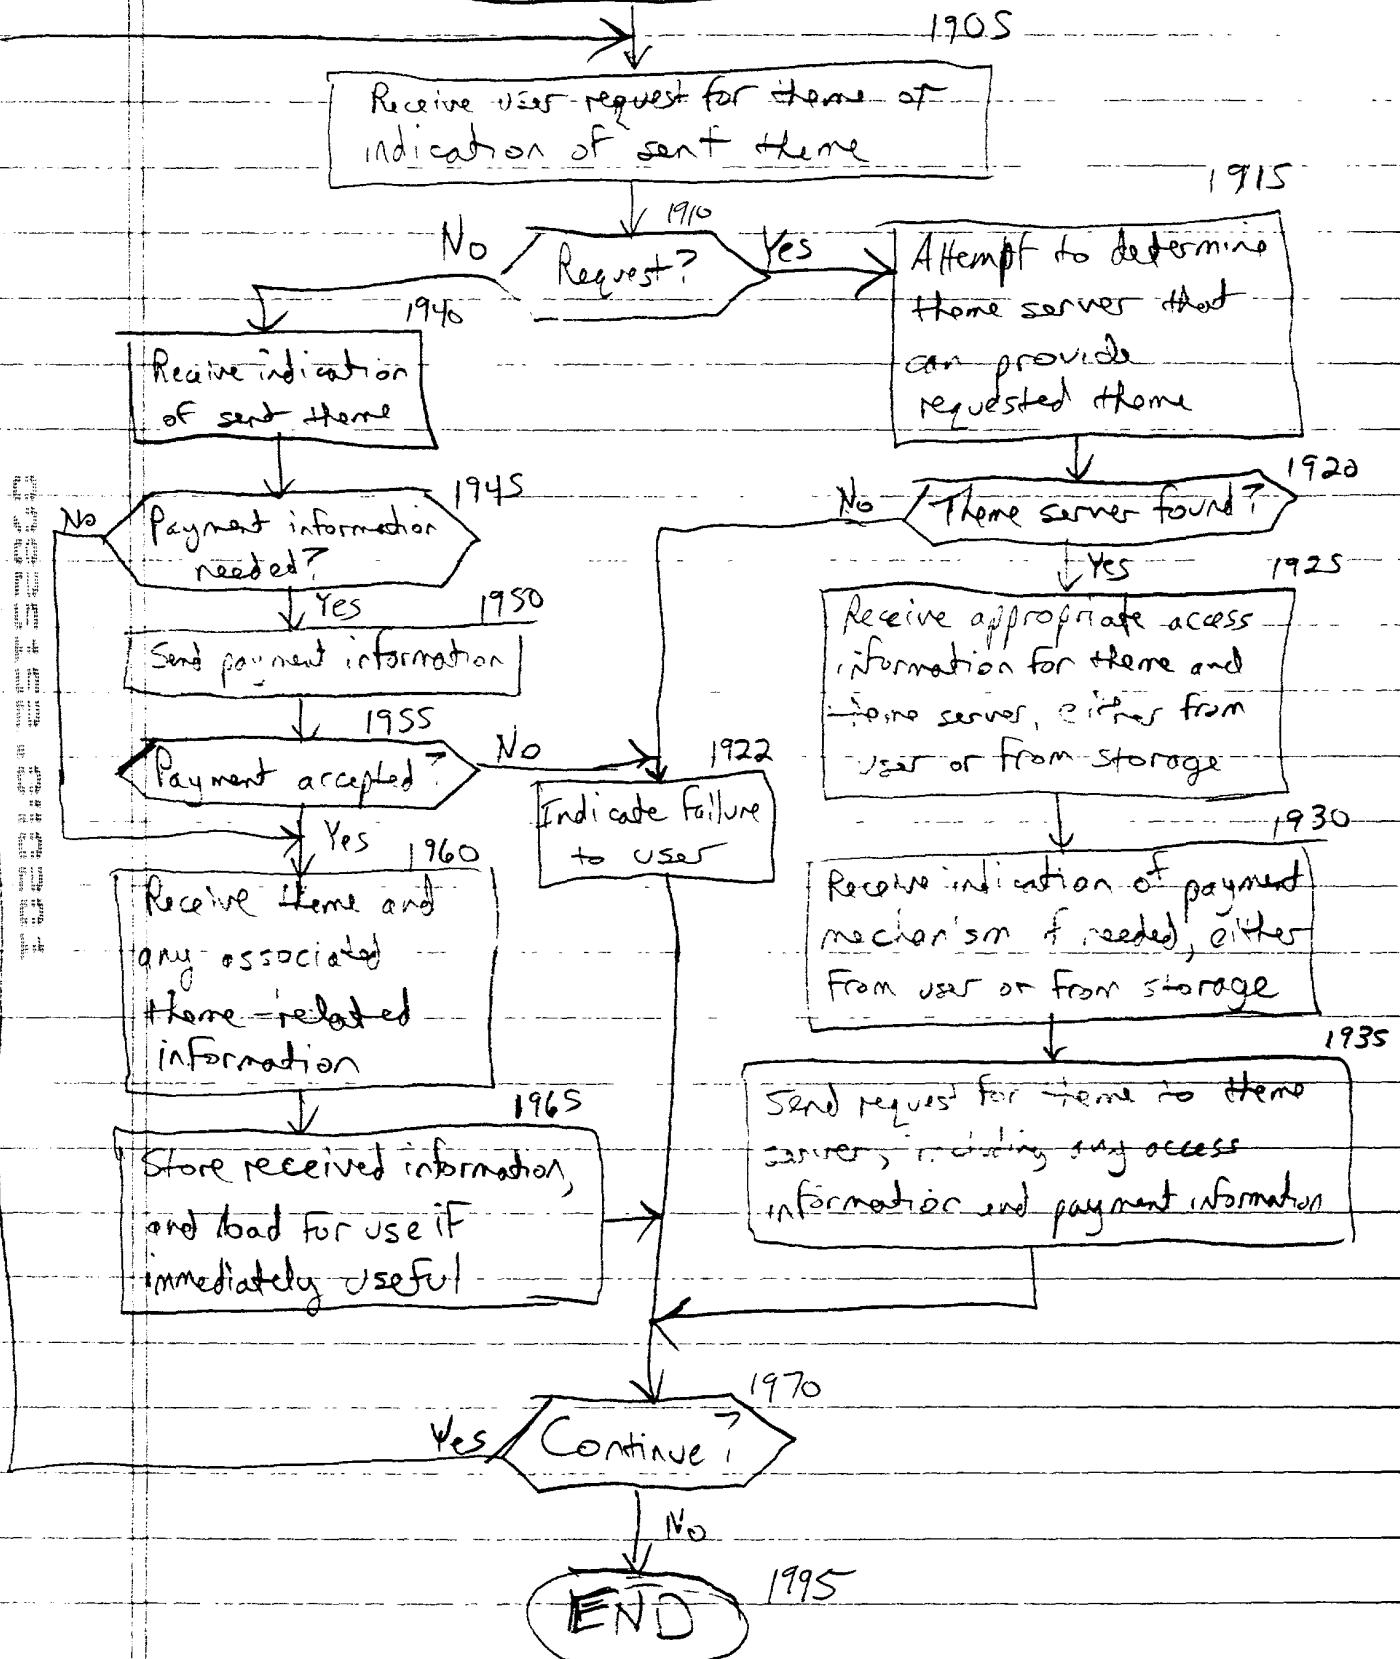 1905
Receive user request for theme or
indication of sent theme
1910
Request?
No
Yes
1915
Attempt to determine
theme server that
can provide
requested theme
1940
Receive indication
of sent theme
1945
Payment information
needed?
No
Yes
1920
Theme server found?
No
Yes
1950
Send payment information
1925
Receive appropriate access
information for theme and
theme server, either from
user or from storage
1955
Payment accepted?
No
Yes
1922
Indicate failure
to user
1930
Receive indication of payment
mechanism if needed, either
from user or from storage
1960
Receive theme and
any associated
theme-related
information
1935
Send request for theme to theme
server, including any access
information and payment information
1965
Store received information,
and load for use if
immediately useful
1970
Continue?
Yes
No
1995
END